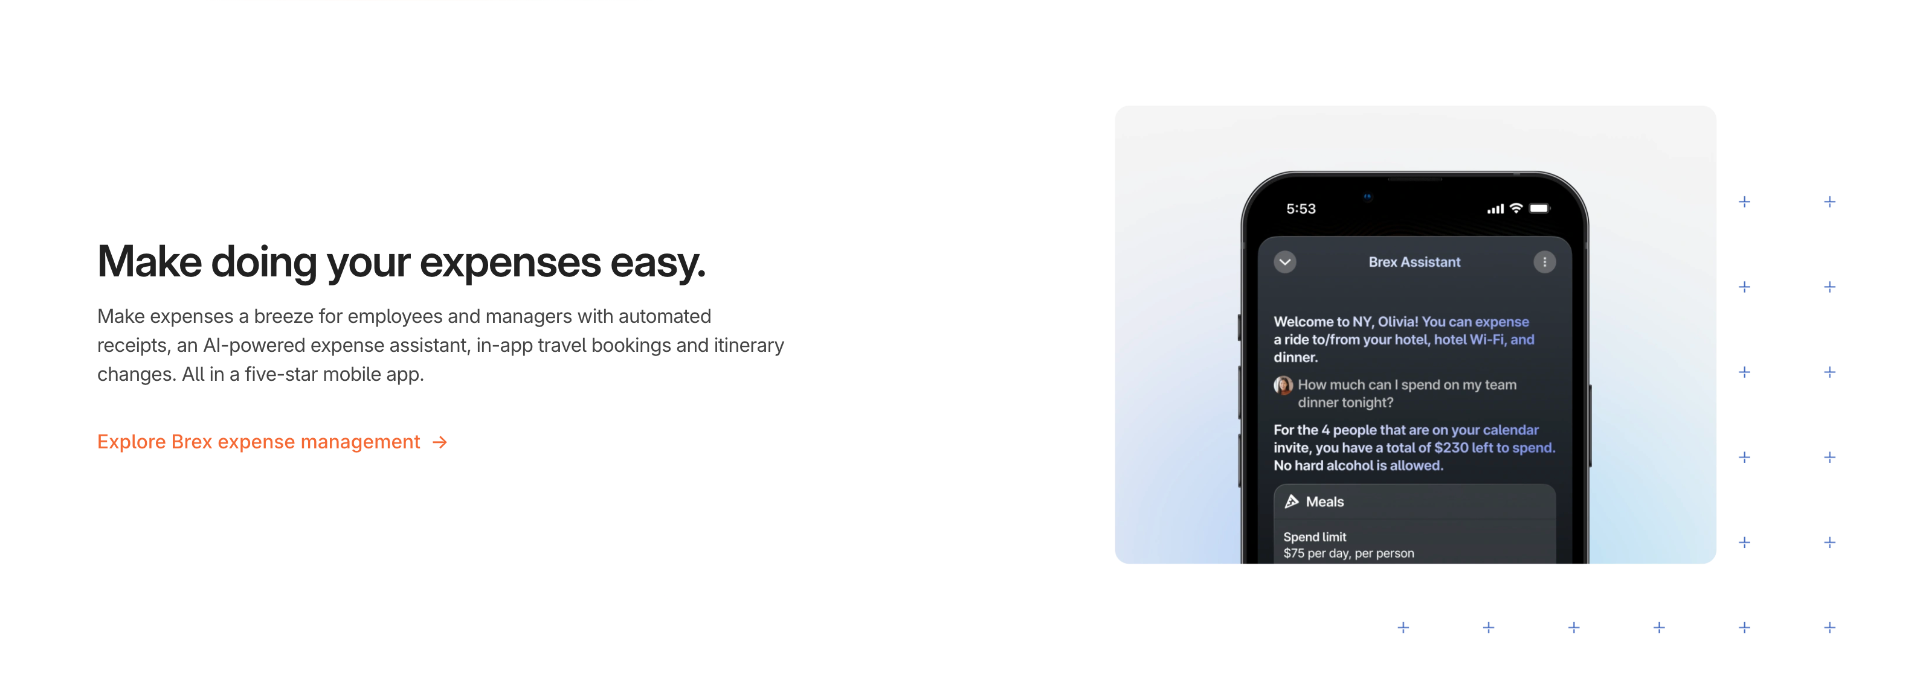 Make doing your expenses easy.
Make expenses a breeze for employees and managers with automated
receipts, an AI-powered expense assistant, in-app travel bookings and itinerary
changes. All in a five-star mobile app.
Explore Brex expense management →
5:53
Brex Assistant
Welcome to NY, Olivia! You can expense
a ride to/from your hotel, hotel Wi-Fi, and
dinner.
How much can I spend on my team
dinner tonight?
For the 4 people that are on your calendar
invite, you have a total of $230 left to spend.
No hard alcohol is allowed.
Meals
Spend limit
$75 per day, per person